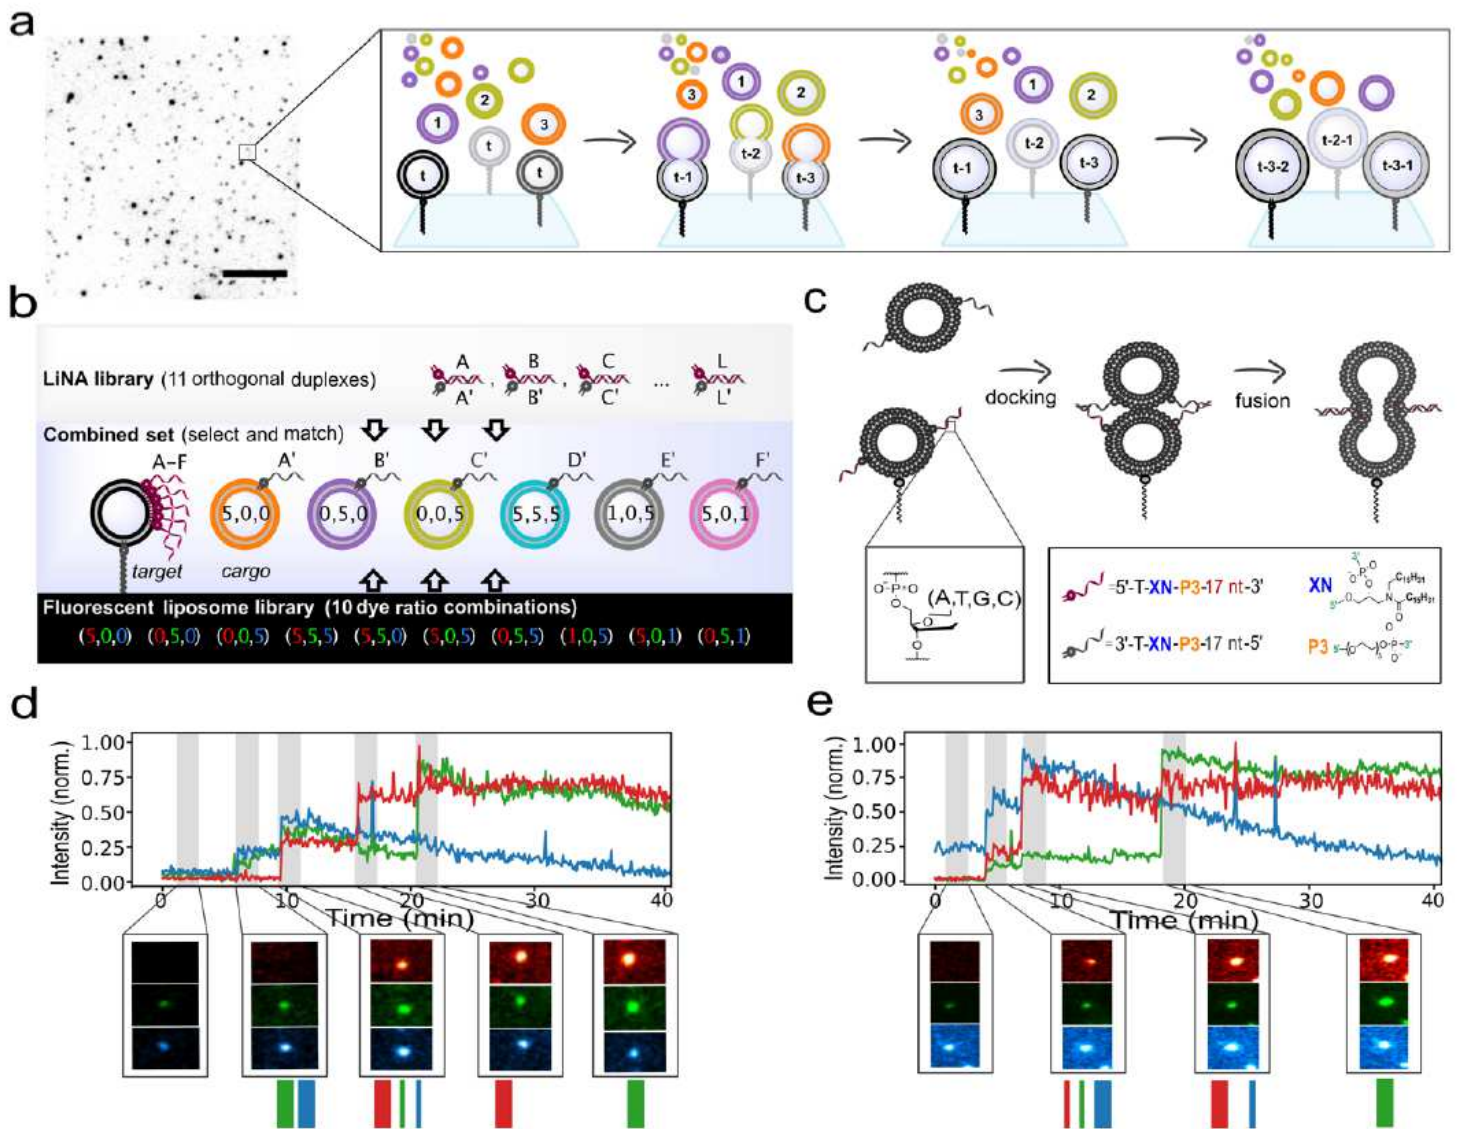 a
1 2 3 t t t
3 1 2 t-1 t-2 t-3
3 1 2 t-1 t-2 t-3
t-3-2 t-2-1 t-3-1
b
LiNA library (11 orthogonal duplexes)
A B C L
, , , ...
A' B' C' L'
Combined set (select and match)
A–F A' B' C' D' E' F'
5,0,0 0,5,0 0,0,5 5,5,5 1,0,5 5,0,1
target cargo
Fluorescent liposome library (10 dye ratio combinations)
(5,0,0) (0,5,0) (0,0,5) (5,5,5) (5,5,0) (5,0,5) (0,5,5) (1,0,5) (5,0,1) (0,5,1)
c
docking
fusion
(A,T,G,C)
=5'-T-XN-P3-17 nt-3'
=3'-T-XN-P3-17 nt-5'
XN
P3
d
Intensity (norm.)
1.00
0.75
0.50
0.25
0.00
0 10 20 30 40
Time (min)
e
Intensity (norm.)
1.00
0.75
0.50
0.25
0.00
0 10 20 30 40
Time (min)